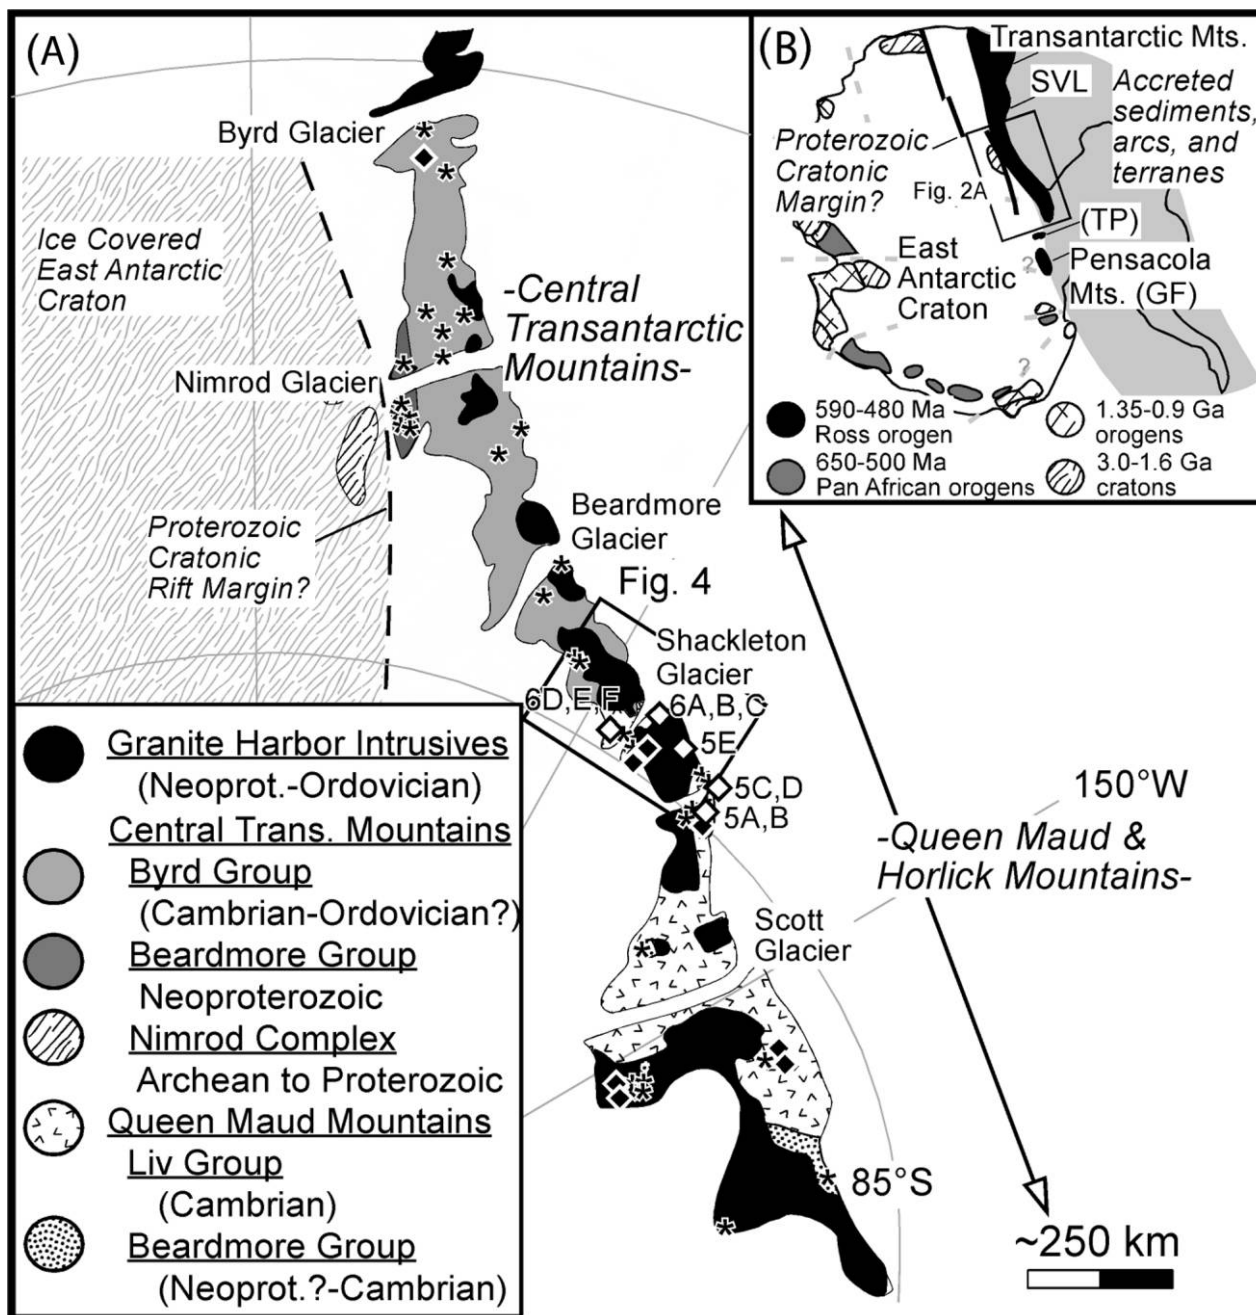 (A)
Byrd Glacier
Ice Covered
East Antarctic
Craton
-Central
Transantarctic
Mountains-
Nimrod Glacier
Proterozoic
Cratonic
Rift Margin?
Beardmore
Glacier
Fig. 4
Shackleton
Glacier
6D,E,F
6A,B,C
5E
5C,D
5A,B
150°W
-Queen Maud &
Horlick Mountains-
Scott
Glacier
85°S
~250 km
(B)
Transantarctic Mts.
SVL
Accreted
sediments,
arcs, and
terranes
Proterozoic
Cratonic
Margin?
Fig. 2A
(TP)
East
Antarctic
Craton
?
Pensacola
Mts. (GF)
?
590-480 Ma
Ross orogen
650-500 Ma
Pan African orogens
1.35-0.9 Ga
orogens
3.0-1.6 Ga
cratons
Granite Harbor Intrusives
(Neoprot.-Ordovician)
Central Trans. Mountains
Byrd Group
(Cambrian-Ordovician?)
Beardmore Group
Neoproterozoic
Nimrod Complex
Archean to Proterozoic
Queen Maud Mountains
Liv Group
(Cambrian)
Beardmore Group
(Neoprot.?-Cambrian)